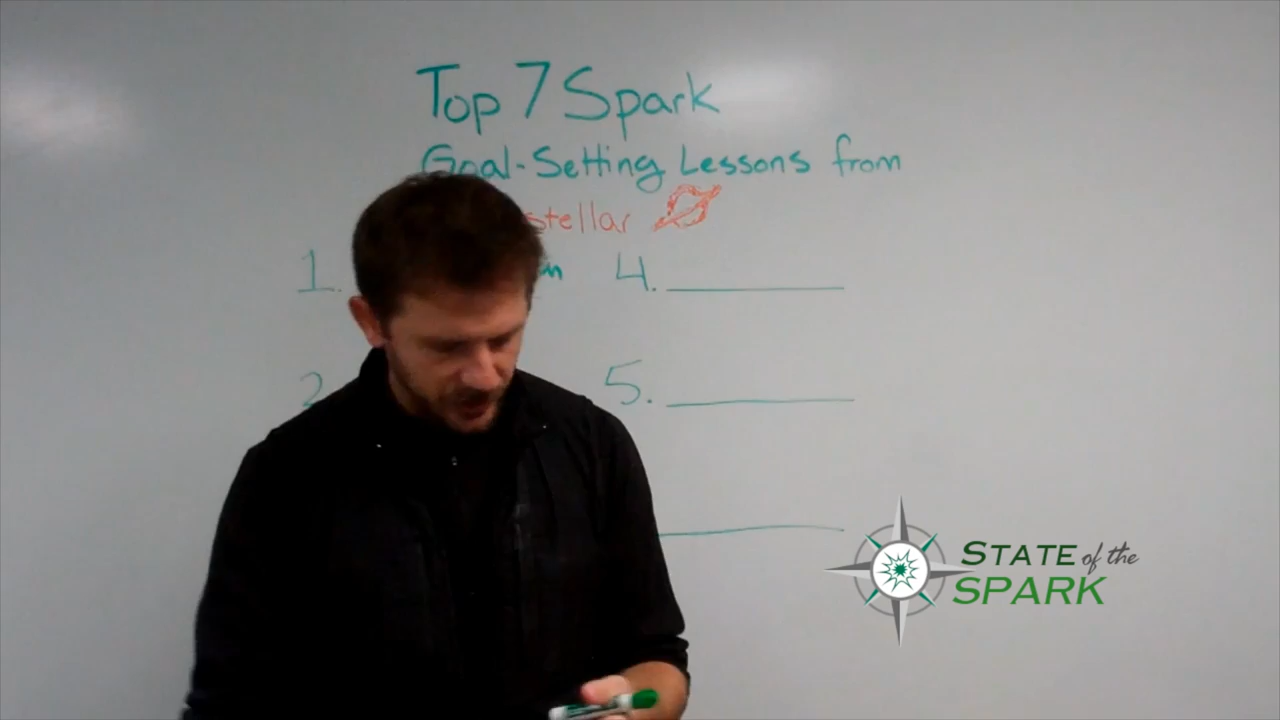 Top 7 Spark
Goal-Setting Lessons from
stellar
1. 4.
2 5.
STATE of the
SPARK